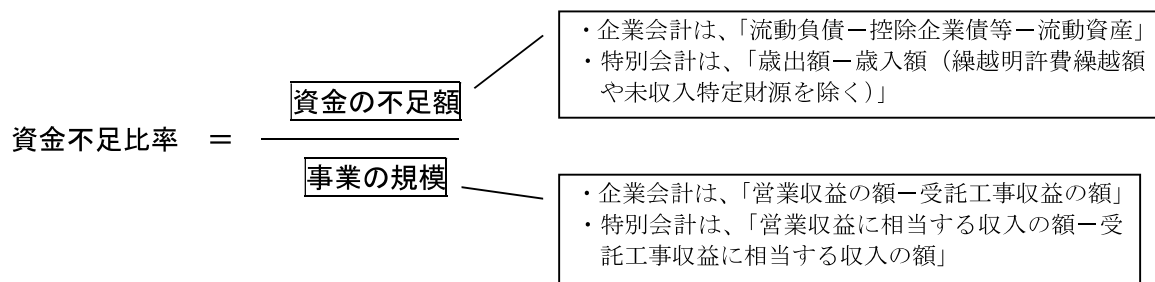 ・企業会計は、「流動負債－控除企業債等－流動資産」
・特別会計は、「歳出額－歳入額（繰越明許費繰越額
や未収入特定財源を除く）」
資金の不足額
資金不足比率 ＝
事業の規模
・企業会計は、「営業収益の額－受託工事収益の額」
・特別会計は、「営業収益に相当する収入の額－受
託工事収益に相当する収入の額」